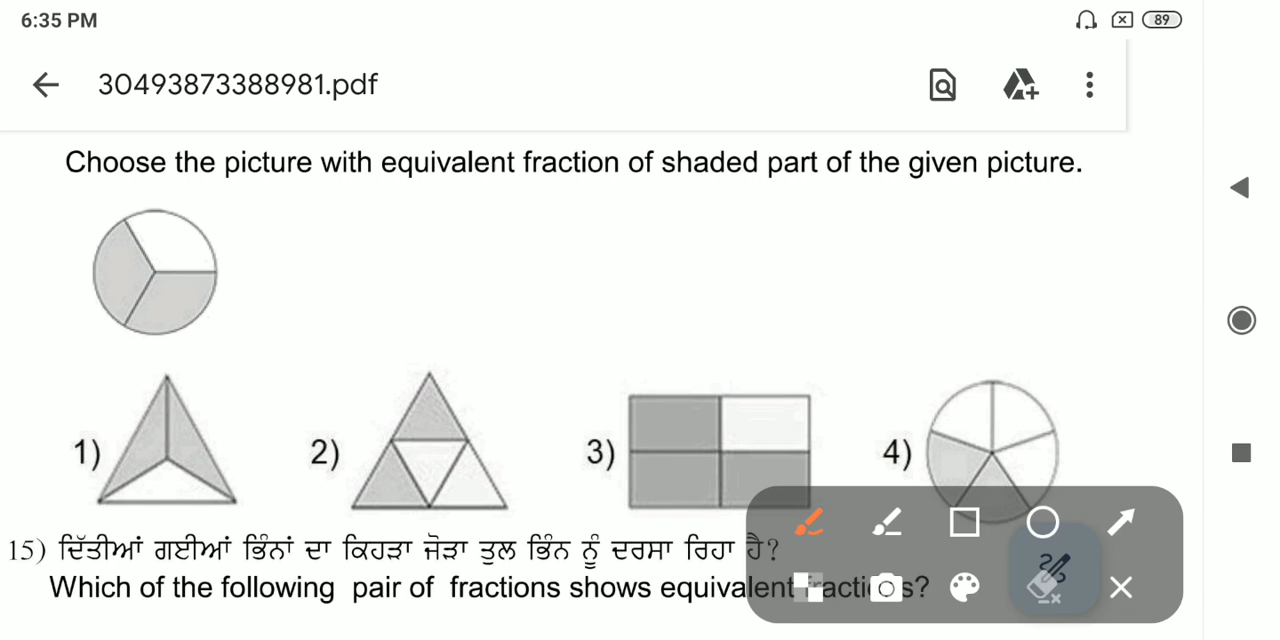 6:35 PM
89
30493873388981.pdf
Choose the picture with equivalent fraction of shaded part of the given picture.
1) 2) 3) 4)
15) ਦਿੱਤੀਆਂ ਗਈਆਂ ਭਿੰਨਾਂ ਦਾ ਕਿਹੜਾ ਜੋੜਾ ਤੁਲ ਭਿੰਨ ਨੂੰ ਦਰਸਾ ਰਿਹਾ ਹੈ?
Which of the following pair of fractions shows equivalent fractions?